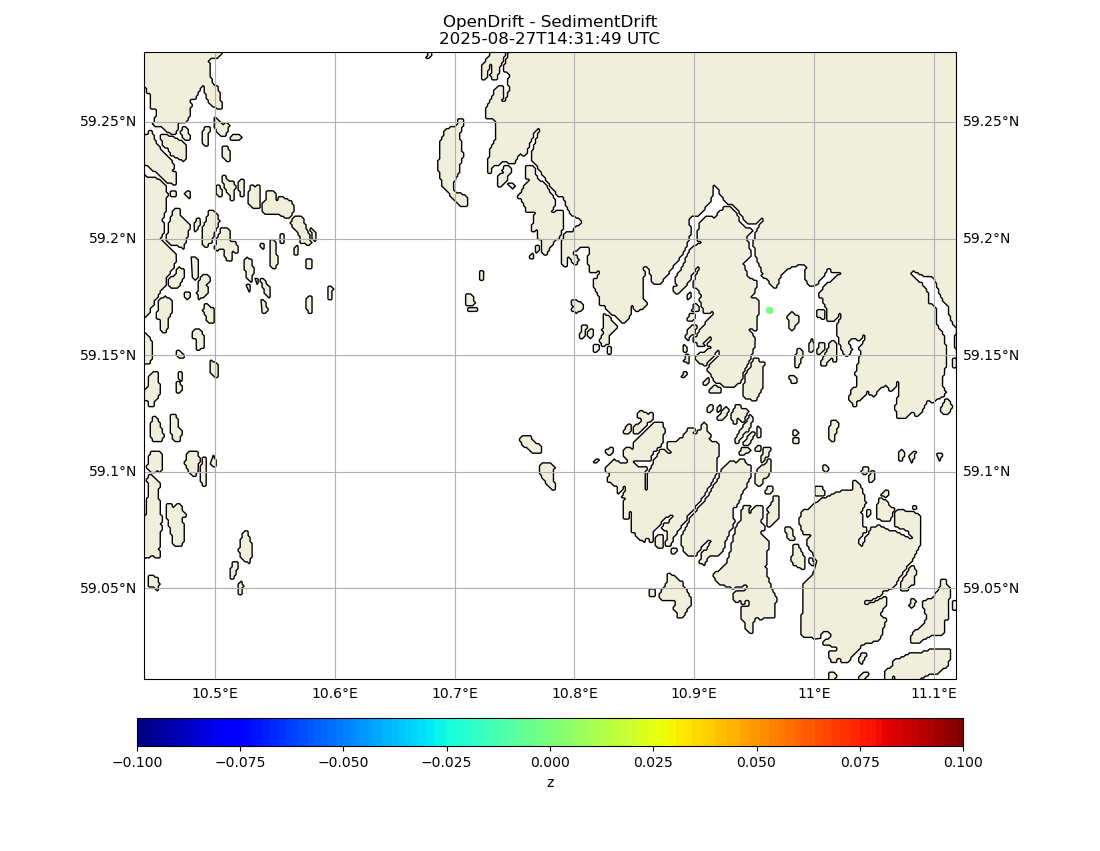 OpenDrift - SedimentDrift
2025-08-27T14:31:49 UTC
59.25°N 59.25°N
59.2°N 59.2°N
59.15°N 59.15°N
59.1°N 59.1°N
59.05°N 59.05°N
10.5°E 10.6°E 10.7°E 10.8°E 10.9°E 11°E 11.1°E
−0.100 −0.075 −0.050 −0.025 0.000 0.025 0.050 0.075 0.100
z